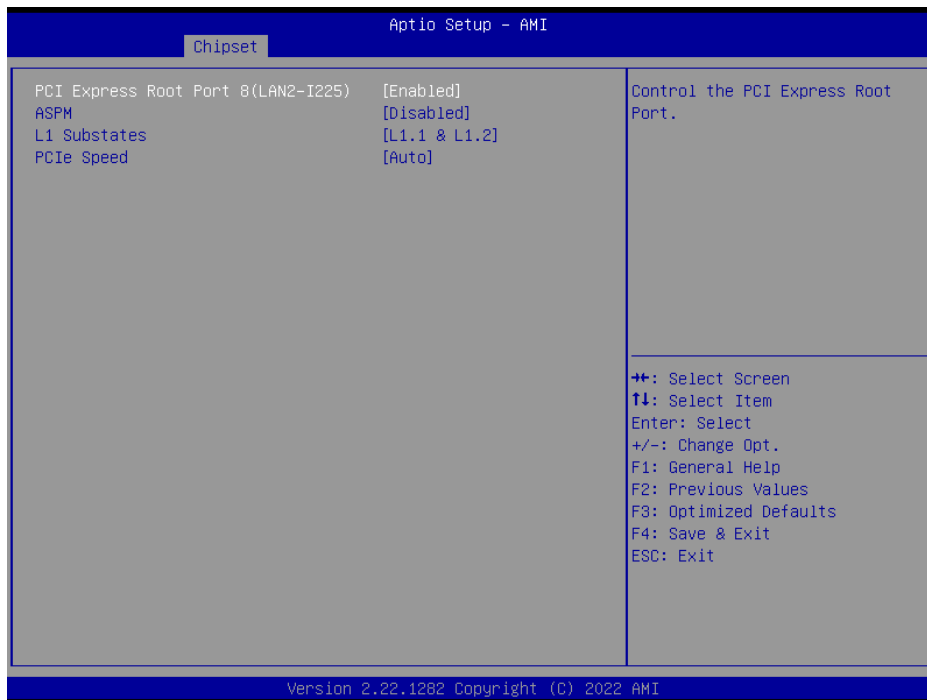 Aptio Setup – AMI
Chipset
PCI Express Root Port 8(LAN2-I225) [Enabled]
ASPM [Disabled]
L1 Substates [L1.1 & L1.2]
PCIe Speed [Auto]
Control the PCI Express Root
Port.
→←: Select Screen
↑↓: Select Item
Enter: Select
+/-: Change Opt.
F1: General Help
F2: Previous Values
F3: Optimized Defaults
F4: Save & Exit
ESC: Exit
Version 2.22.1282 Copyright (C) 2022 AMI